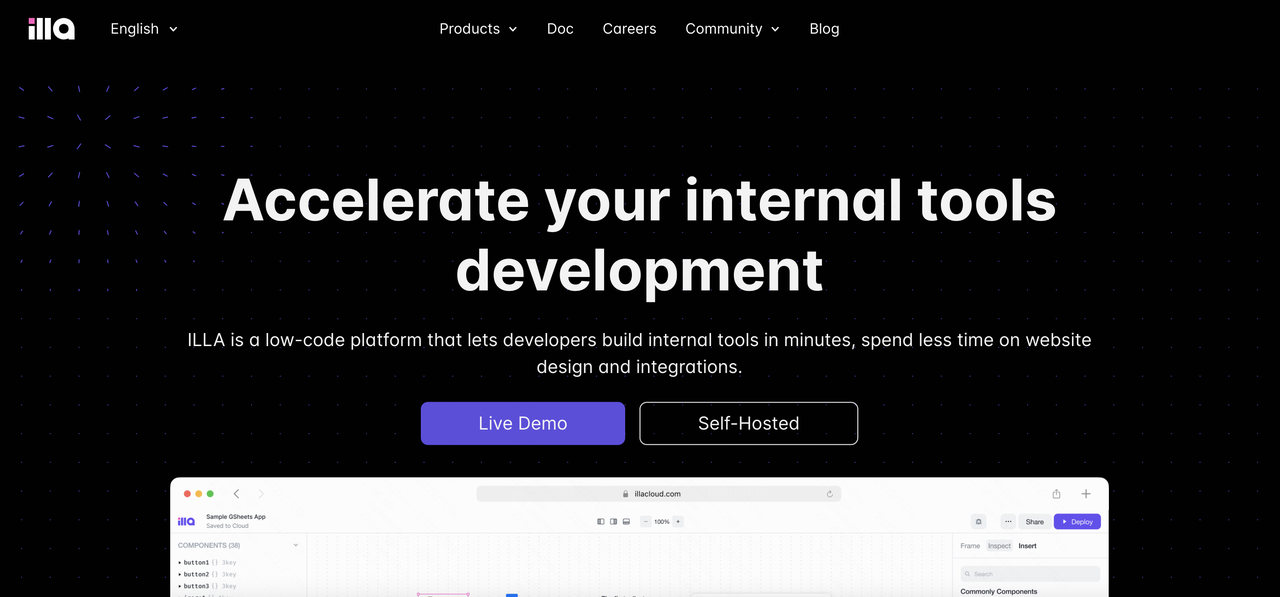 illa
English
Products
Doc
Careers
Community
Blog
Accelerate your internal tools
development
ILLA is a low-code platform that lets developers build internal tools in minutes, spend less time on website
design and integrations.
Live Demo
Self-Hosted
illacloud.com
illa
Sample GSheets App
Saved to Cloud
100%
Share
Deploy
COMPONENTS (38)
Frame
Inspect
Insert
button1 {} 3key
button2 {} 3key
button3 {} 3key
Search
Commonly Components